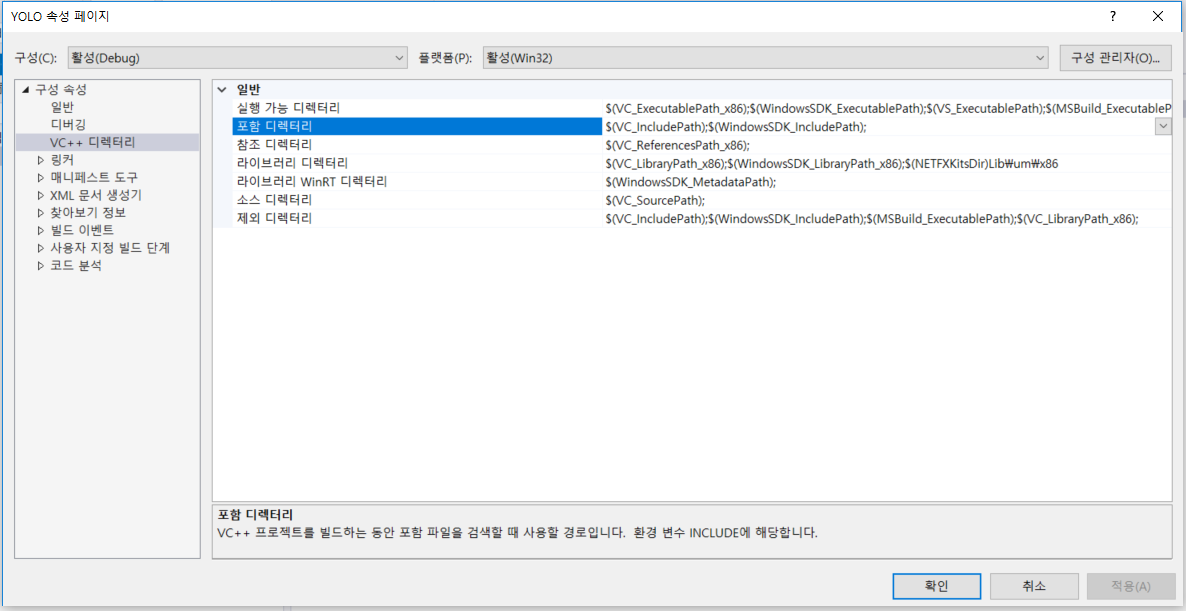 YOLO 속성 페이지
구성(C): 활성(Debug) 플랫폼(P): 활성(Win32) 구성 관리자(O)...
구성 속성
일반
디버깅
VC++ 디렉터리
링커
매니페스트 도구
XML 문서 생성기
찾아보기 정보
빌드 이벤트
사용자 지정 빌드 단계
코드 분석
일반
실행 가능 디렉터리 $(VC_ExecutablePath_x86);$(WindowsSDK_ExecutablePath);$(VS_ExecutablePath);$(MSBuild_ExecutableP
포함 디렉터리 $(VC_IncludePath);$(WindowsSDK_IncludePath);
참조 디렉터리 $(VC_ReferencesPath_x86);
라이브러리 디렉터리 $(VC_LibraryPath_x86);$(WindowsSDK_LibraryPath_x86);$(NETFXKitsDir)Lib₩um₩x86
라이브러리 WinRT 디렉터리 $(WindowsSDK_MetadataPath);
소스 디렉터리 $(VC_SourcePath);
제외 디렉터리 $(VC_IncludePath);$(WindowsSDK_IncludePath);$(MSBuild_ExecutablePath);$(VC_LibraryPath_x86);
포함 디렉터리
VC++ 프로젝트를 빌드하는 동안 포함 파일을 검색할 때 사용할 경로입니다. 환경 변수 INCLUDE에 해당합니다.
확인 취소 적용(A)